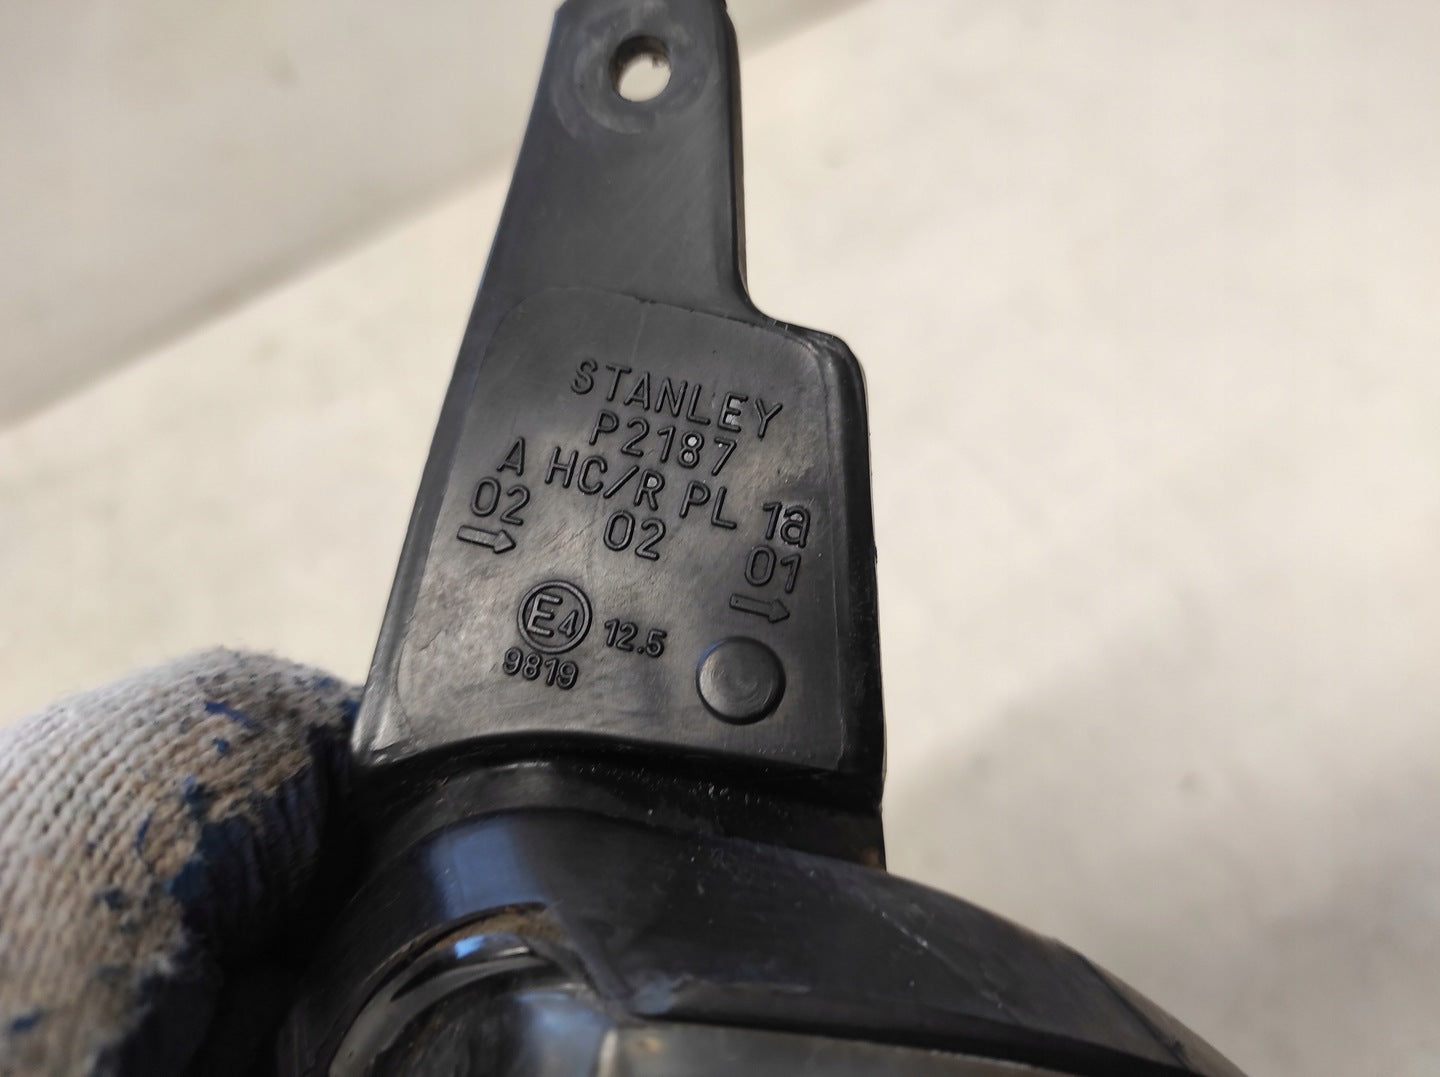 STANLEY
P2187
A HC/R PL 1a
02 02 01
→ →
E4 12.5
9819